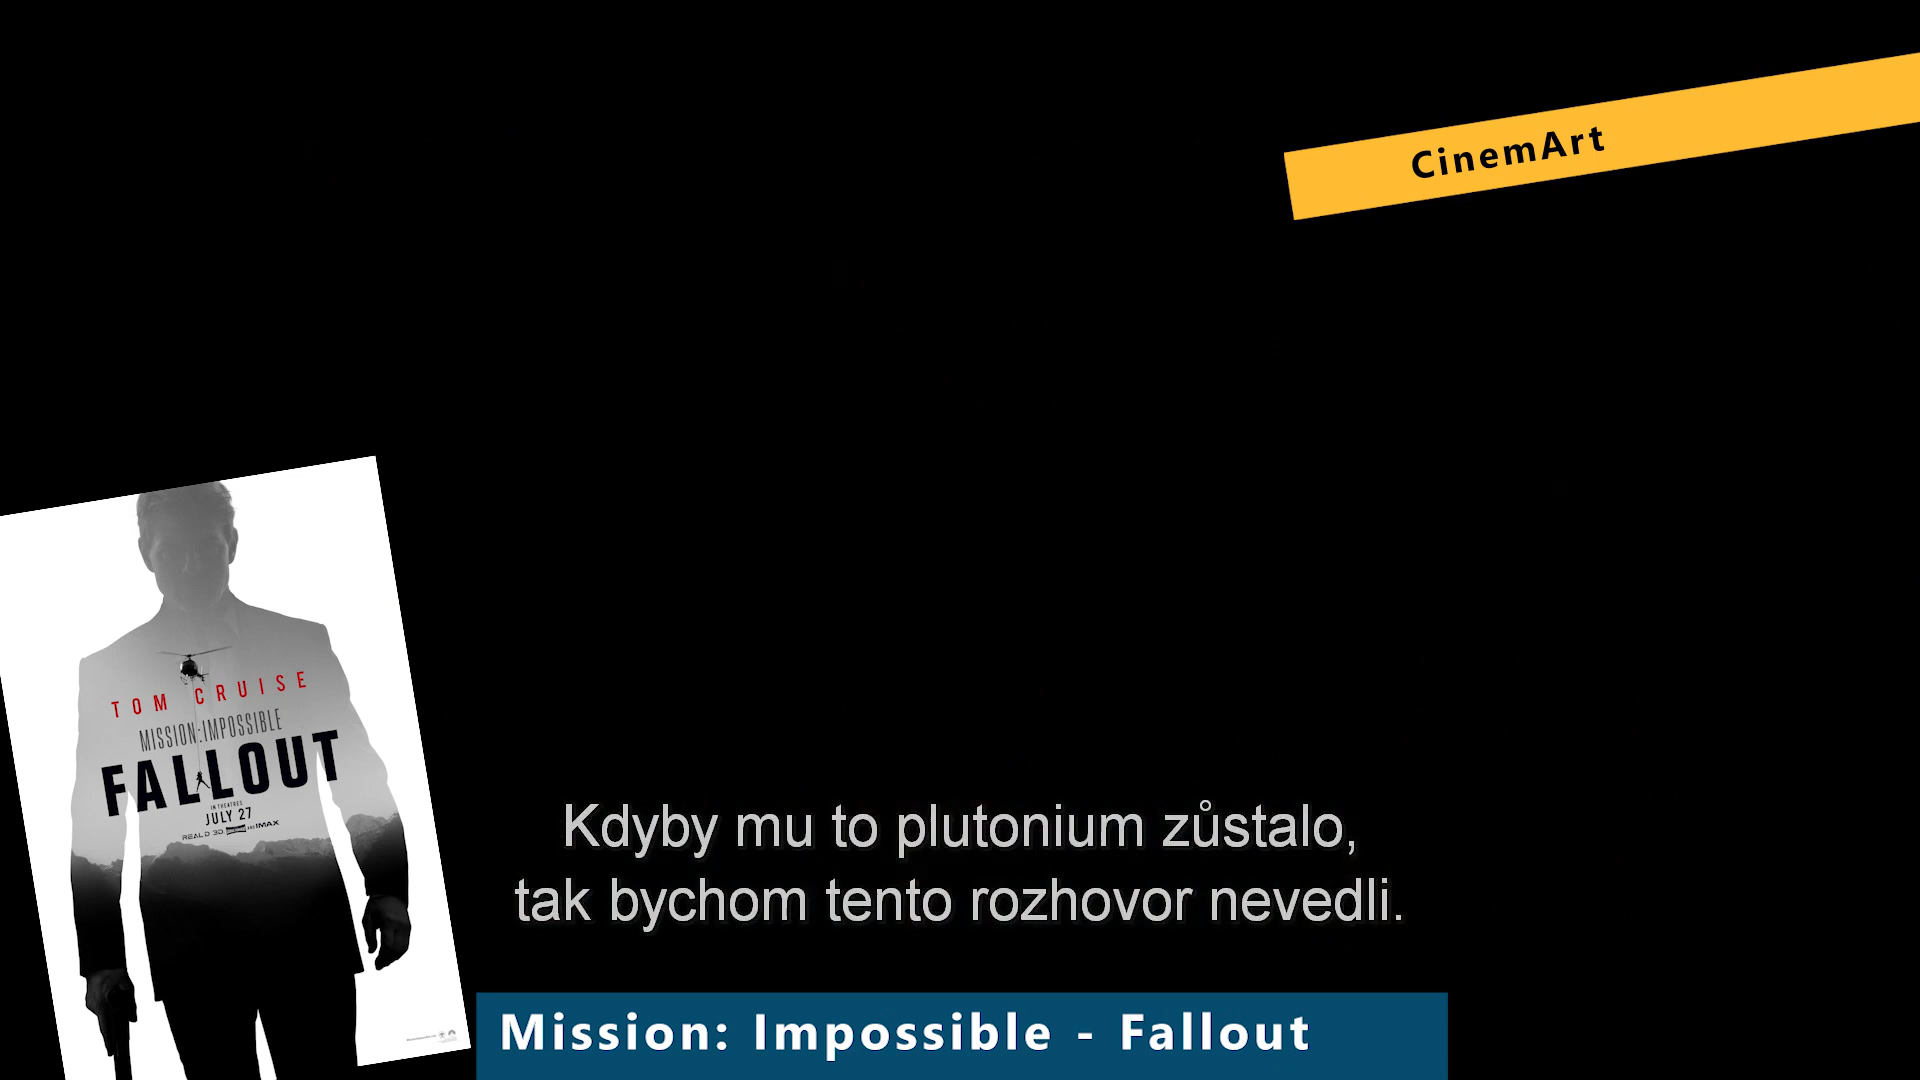 CinemArt
TOM CRUISE
MISSION:IMPOSSIBLE
FALLOUT
IN THEATRES
JULY 27
REAL D 3D AND IMAX
Kdyby mu to plutonium zůstalo,
tak bychom tento rozhovor nevedli.
Mission: Impossible - Fallout